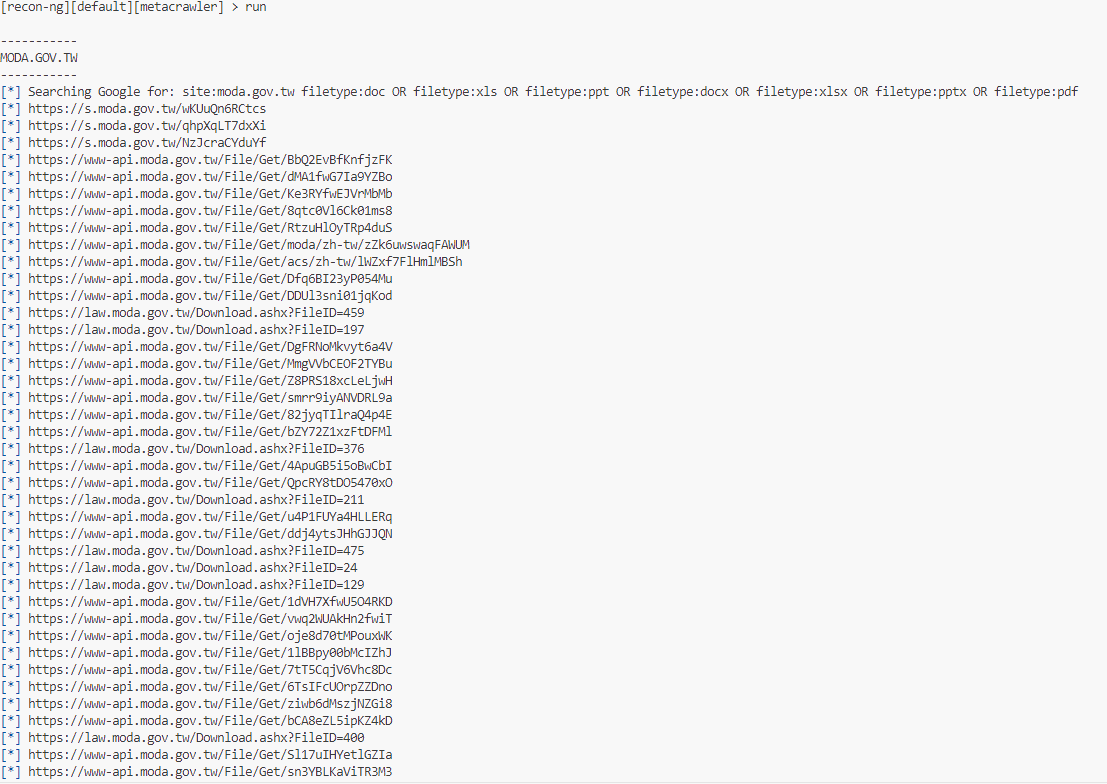 [recon-ng][default][metacrawler] > run
-----------
MODA.GOV.TW
-----------
[*] Searching Google for: site:moda.gov.tw filetype:doc OR filetype:xls OR filetype:ppt OR filetype:docx OR filetype:xlsx OR filetype:pptx OR filetype:pdf
[*] https://s.moda.gov.tw/wKUuQn6RCtcs
[*] https://s.moda.gov.tw/qhpXqLT7dxXi
[*] https://s.moda.gov.tw/NzJcraCYduYf
[*] https://www-api.moda.gov.tw/File/Get/BbQ2EvBfKnfjzFK
[*] https://www-api.moda.gov.tw/File/Get/dMA1fwG7Ia9YZBo
[*] https://www-api.moda.gov.tw/File/Get/Ke3RYfwEJVrMbMb
[*] https://www-api.moda.gov.tw/File/Get/8qtc0Vl6Ck01ms8
[*] https://www-api.moda.gov.tw/File/Get/RtzuHlOyTRp4duS
[*] https://www-api.moda.gov.tw/File/Get/moda/zh-tw/zZk6uwswaqFAWUM
[*] https://www-api.moda.gov.tw/File/Get/acs/zh-tw/lWZxf7FlHmlMBSh
[*] https://www-api.moda.gov.tw/File/Get/Dfq6BI23yP054Mu
[*] https://www-api.moda.gov.tw/File/Get/DDUl3sni01jqKod
[*] https://law.moda.gov.tw/Download.ashx?FileID=459
[*] https://law.moda.gov.tw/Download.ashx?FileID=197
[*] https://www-api.moda.gov.tw/File/Get/DgFRNoMkvyt6a4V
[*] https://www-api.moda.gov.tw/File/Get/MmgVVbCEOF2TYBu
[*] https://www-api.moda.gov.tw/File/Get/Z8PRS18xcLeLjwH
[*] https://www-api.moda.gov.tw/File/Get/smrr9iyANVDRL9a
[*] https://www-api.moda.gov.tw/File/Get/82jyqTIlraQ4p4E
[*] https://www-api.moda.gov.tw/File/Get/bZY72Z1xzFtDFMl
[*] https://law.moda.gov.tw/Download.ashx?FileID=376
[*] https://www-api.moda.gov.tw/File/Get/4ApuGB5i5oBwCbI
[*] https://www-api.moda.gov.tw/File/Get/QpcRY8tDO5470xO
[*] https://law.moda.gov.tw/Download.ashx?FileID=211
[*] https://www-api.moda.gov.tw/File/Get/u4P1FUYa4HLLERq
[*] https://www-api.moda.gov.tw/File/Get/ddj4ytsJHhGJJQN
[*] https://law.moda.gov.tw/Download.ashx?FileID=475
[*] https://law.moda.gov.tw/Download.ashx?FileID=24
[*] https://law.moda.gov.tw/Download.ashx?FileID=129
[*] https://www-api.moda.gov.tw/File/Get/1dVH7XfwU5O4RKD
[*] https://www-api.moda.gov.tw/File/Get/vwq2WUAkHn2fwiT
[*] https://www-api.moda.gov.tw/File/Get/oje8d70tMPouxWK
[*] https://www-api.moda.gov.tw/File/Get/1lBBpy00bMcIZhJ
[*] https://www-api.moda.gov.tw/File/Get/7tT5CqjV6Vhc8Dc
[*] https://www-api.moda.gov.tw/File/Get/6TsIFcUOrpZZDno
[*] https://www-api.moda.gov.tw/File/Get/ziwb6dMszjNZGi8
[*] https://www-api.moda.gov.tw/File/Get/bCA8eZL5ipKZ4kD
[*] https://law.moda.gov.tw/Download.ashx?FileID=400
[*] https://www-api.moda.gov.tw/File/Get/Sl17uIHYetlGZIa
[*] https://www-api.moda.gov.tw/File/Get/sn3YBLKaViTR3M3